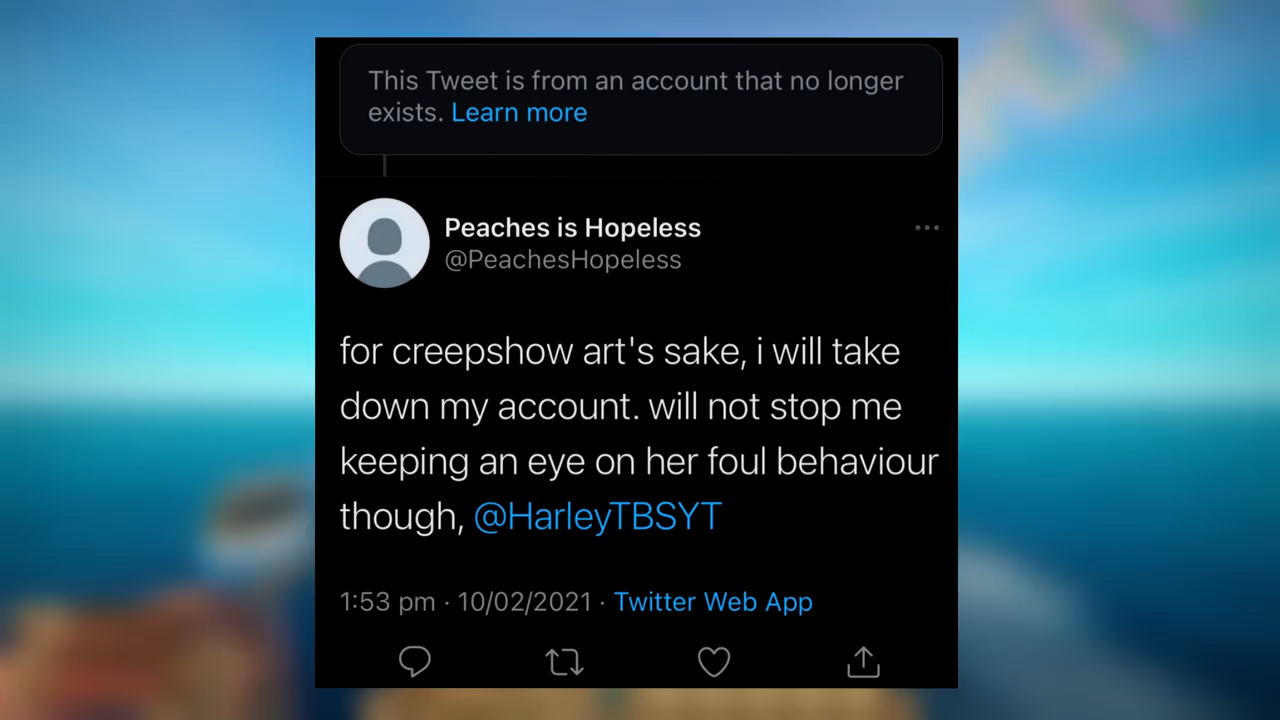 This Tweet is from an account that no longer
exists. Learn more
Peaches is Hopeless
@PeachesHopeless
for creepshow art's sake, i will take
down my account. will not stop me
keeping an eye on her foul behaviour
though, @HarleyTBSYT
1:53 pm · 10/02/2021 · Twitter Web App